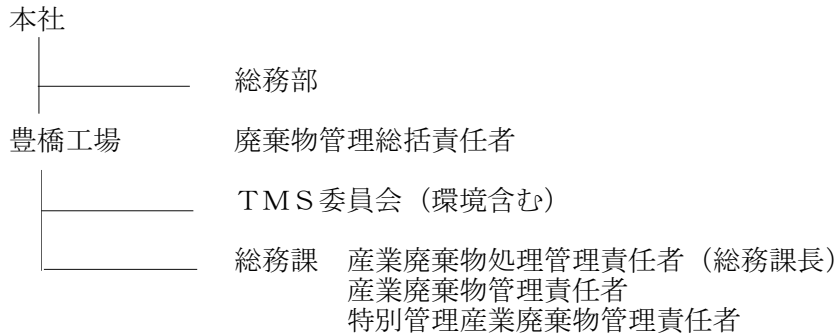 本社
総務部
豊橋工場 廃棄物管理総括責任者
ＴＭＳ委員会（環境含む）
総務課 産業廃棄物処理管理責任者（総務課長）
産業廃棄物管理責任者
特別管理産業廃棄物管理責任者